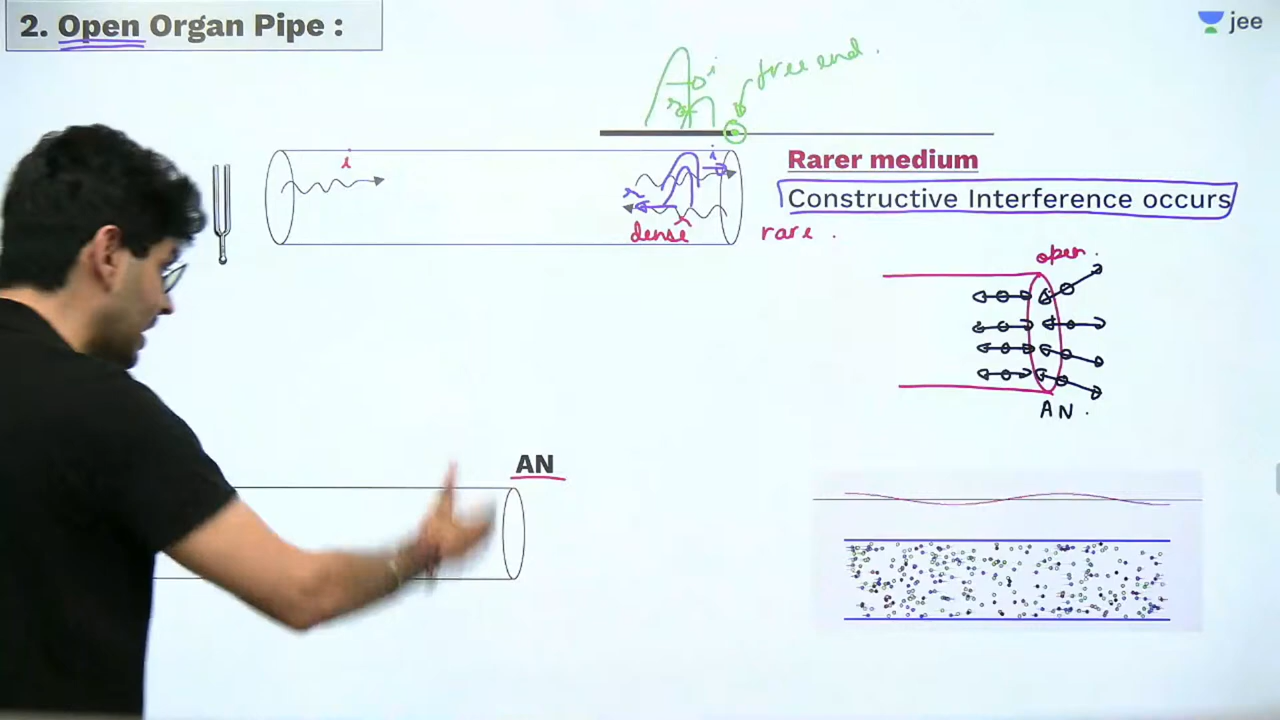 2. Open Organ Pipe :
jee
free end.
i
r
i
i
r
Rarer medium
Constructive Interference occurs
dense
rare .
open.
AN.
AN